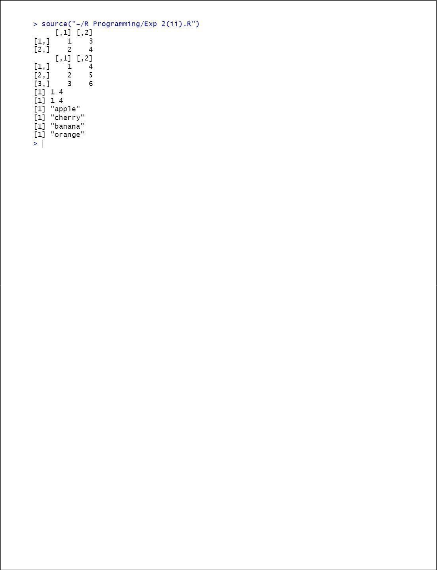 > source("~/R Programming/Exp 2(ii).R")
     [,1] [,2]
[1,]    1    3
[2,]    2    4
     [,1] [,2]
[1,]    1    4
[2,]    2    5
[3,]    3    6
[1] 1 4
[1] 1 4
[1] "apple"
[1] "cherry"
[1] "banana"
[1] "orange"
>